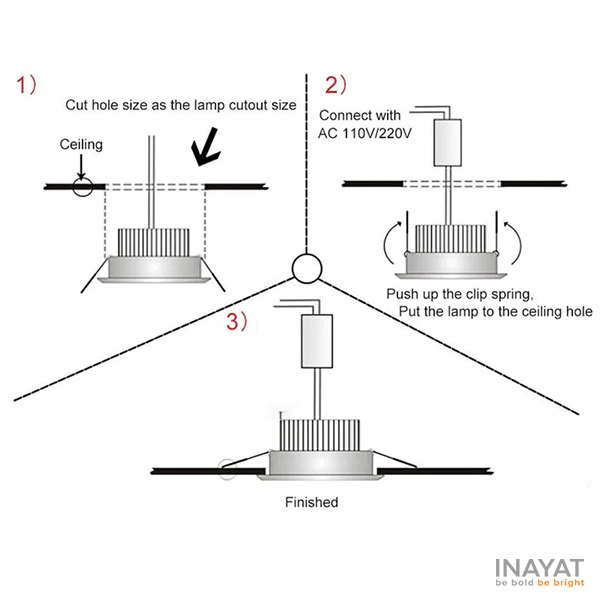 1)
Cut hole size as the lamp cutout size
Ceiling
2)
Connect with
AC 110V/220V
Push up the clip spring,
Put the lamp to the ceiling hole
3)
Finished
INAYAT
be bold be bright